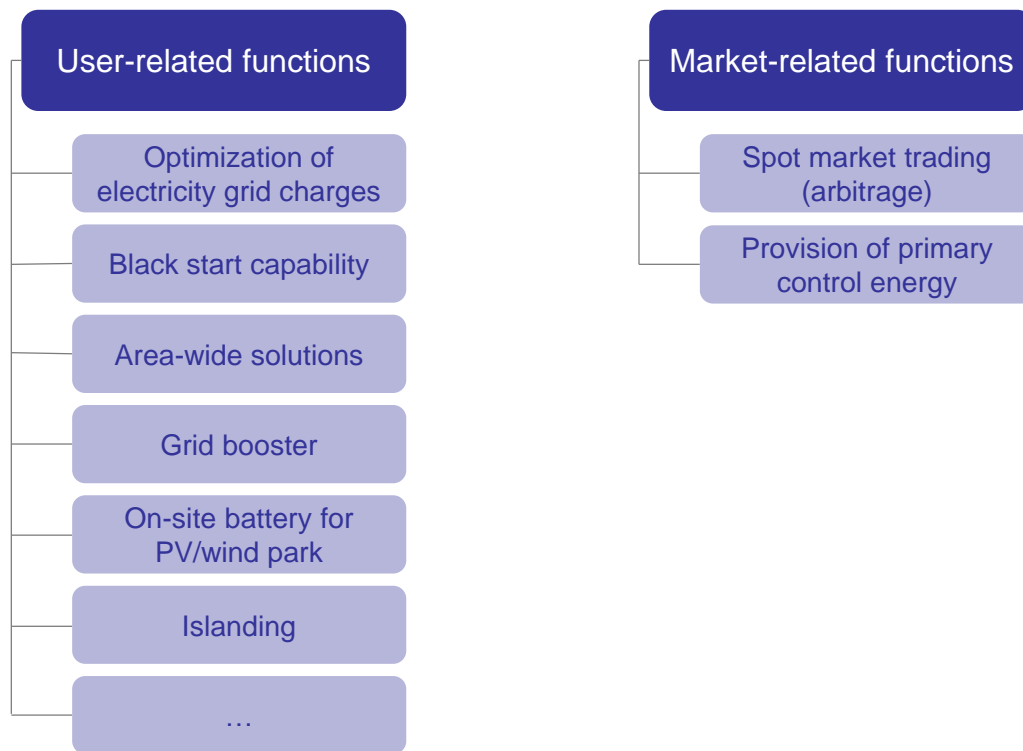 User-related functions
Optimization of
electricity grid charges
Black start capability
Area-wide solutions
Grid booster
On-site battery for
PV/wind park
Islanding
…
Market-related functions
Spot market trading
(arbitrage)
Provision of primary
control energy